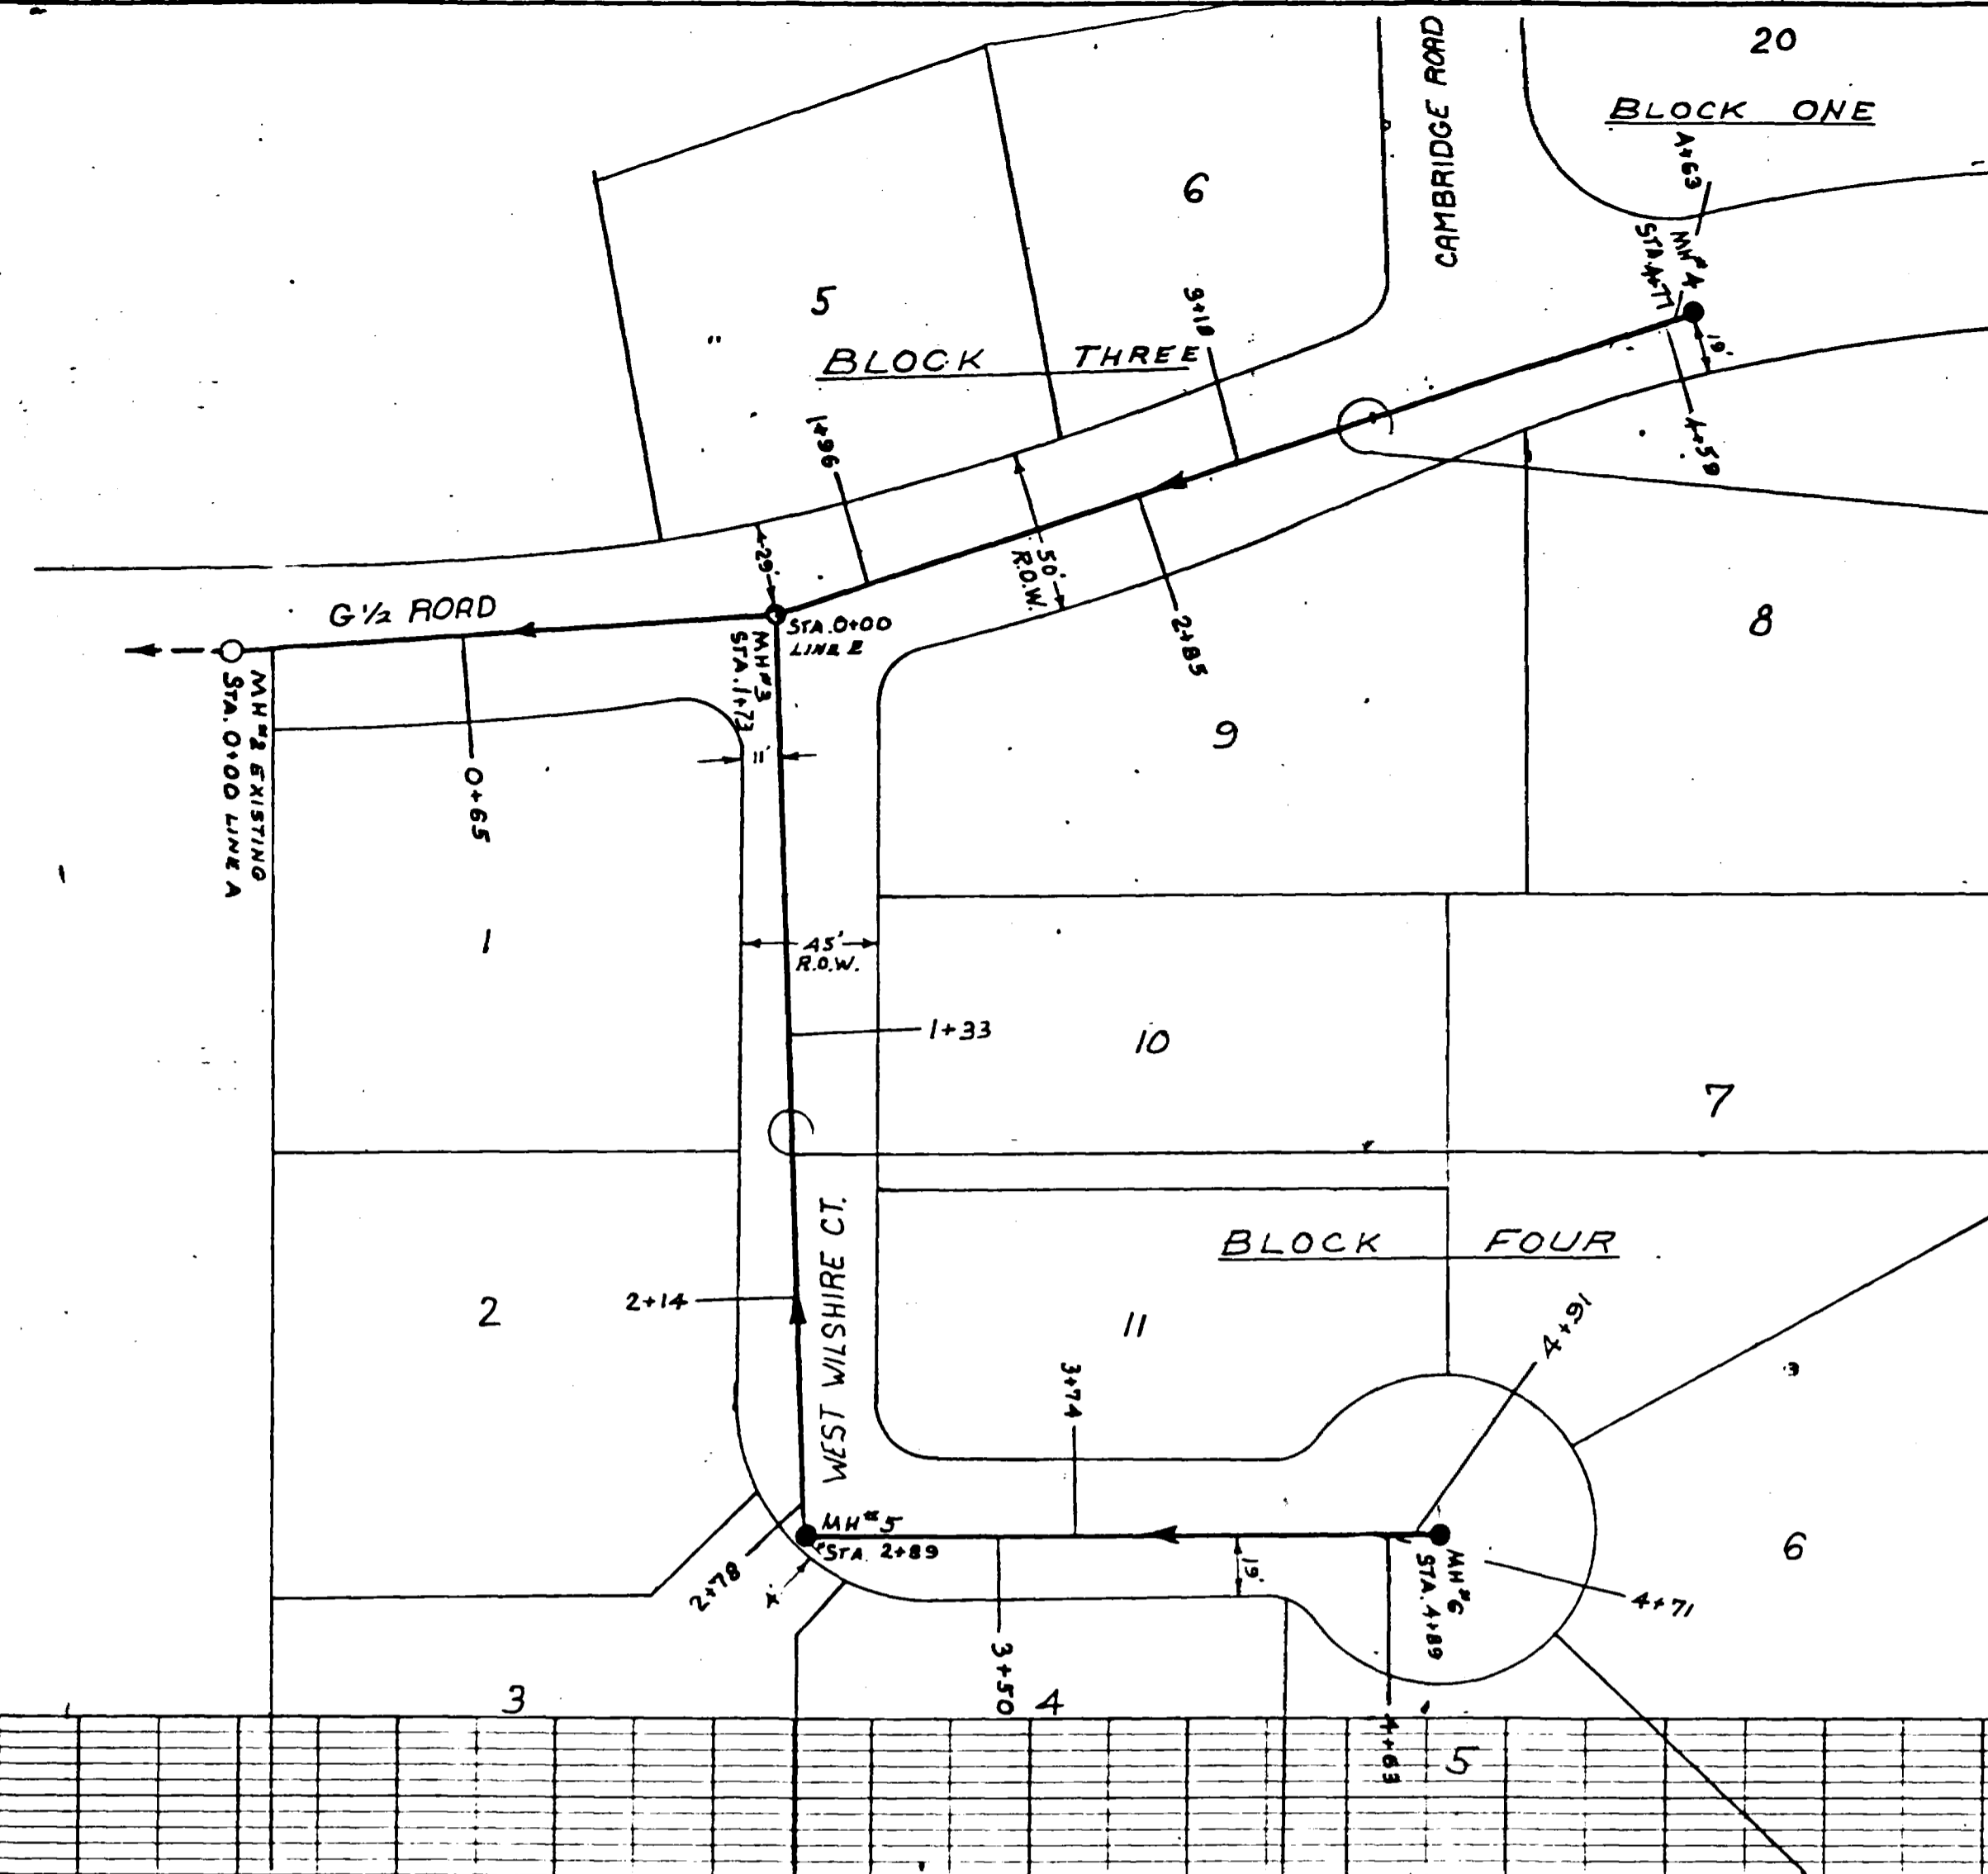 20
BLOCK ONE
CAMBRIDGE ROAD
4+63
MH#4
STA.4+77
19'
4+59
6
5
BLOCK THREE
3+18
1+96
29'
50'
R.O.W.
2+85
8
G ½ ROAD
STA.0+00
LINE E
MH#3
STA.1+73
11'
9
MH#2 EXISTING
STA.0+00 LINE A
0+65
1
45'
R.O.W.
1+33
10
7
WEST WILSHIRE CT.
BLOCK FOUR
2
2+14
11
3+74
MH#5
STA. 2+89
2+78
19'
MH#6
STA.4+89
4+71
6
3+50
3
4
4+63
5